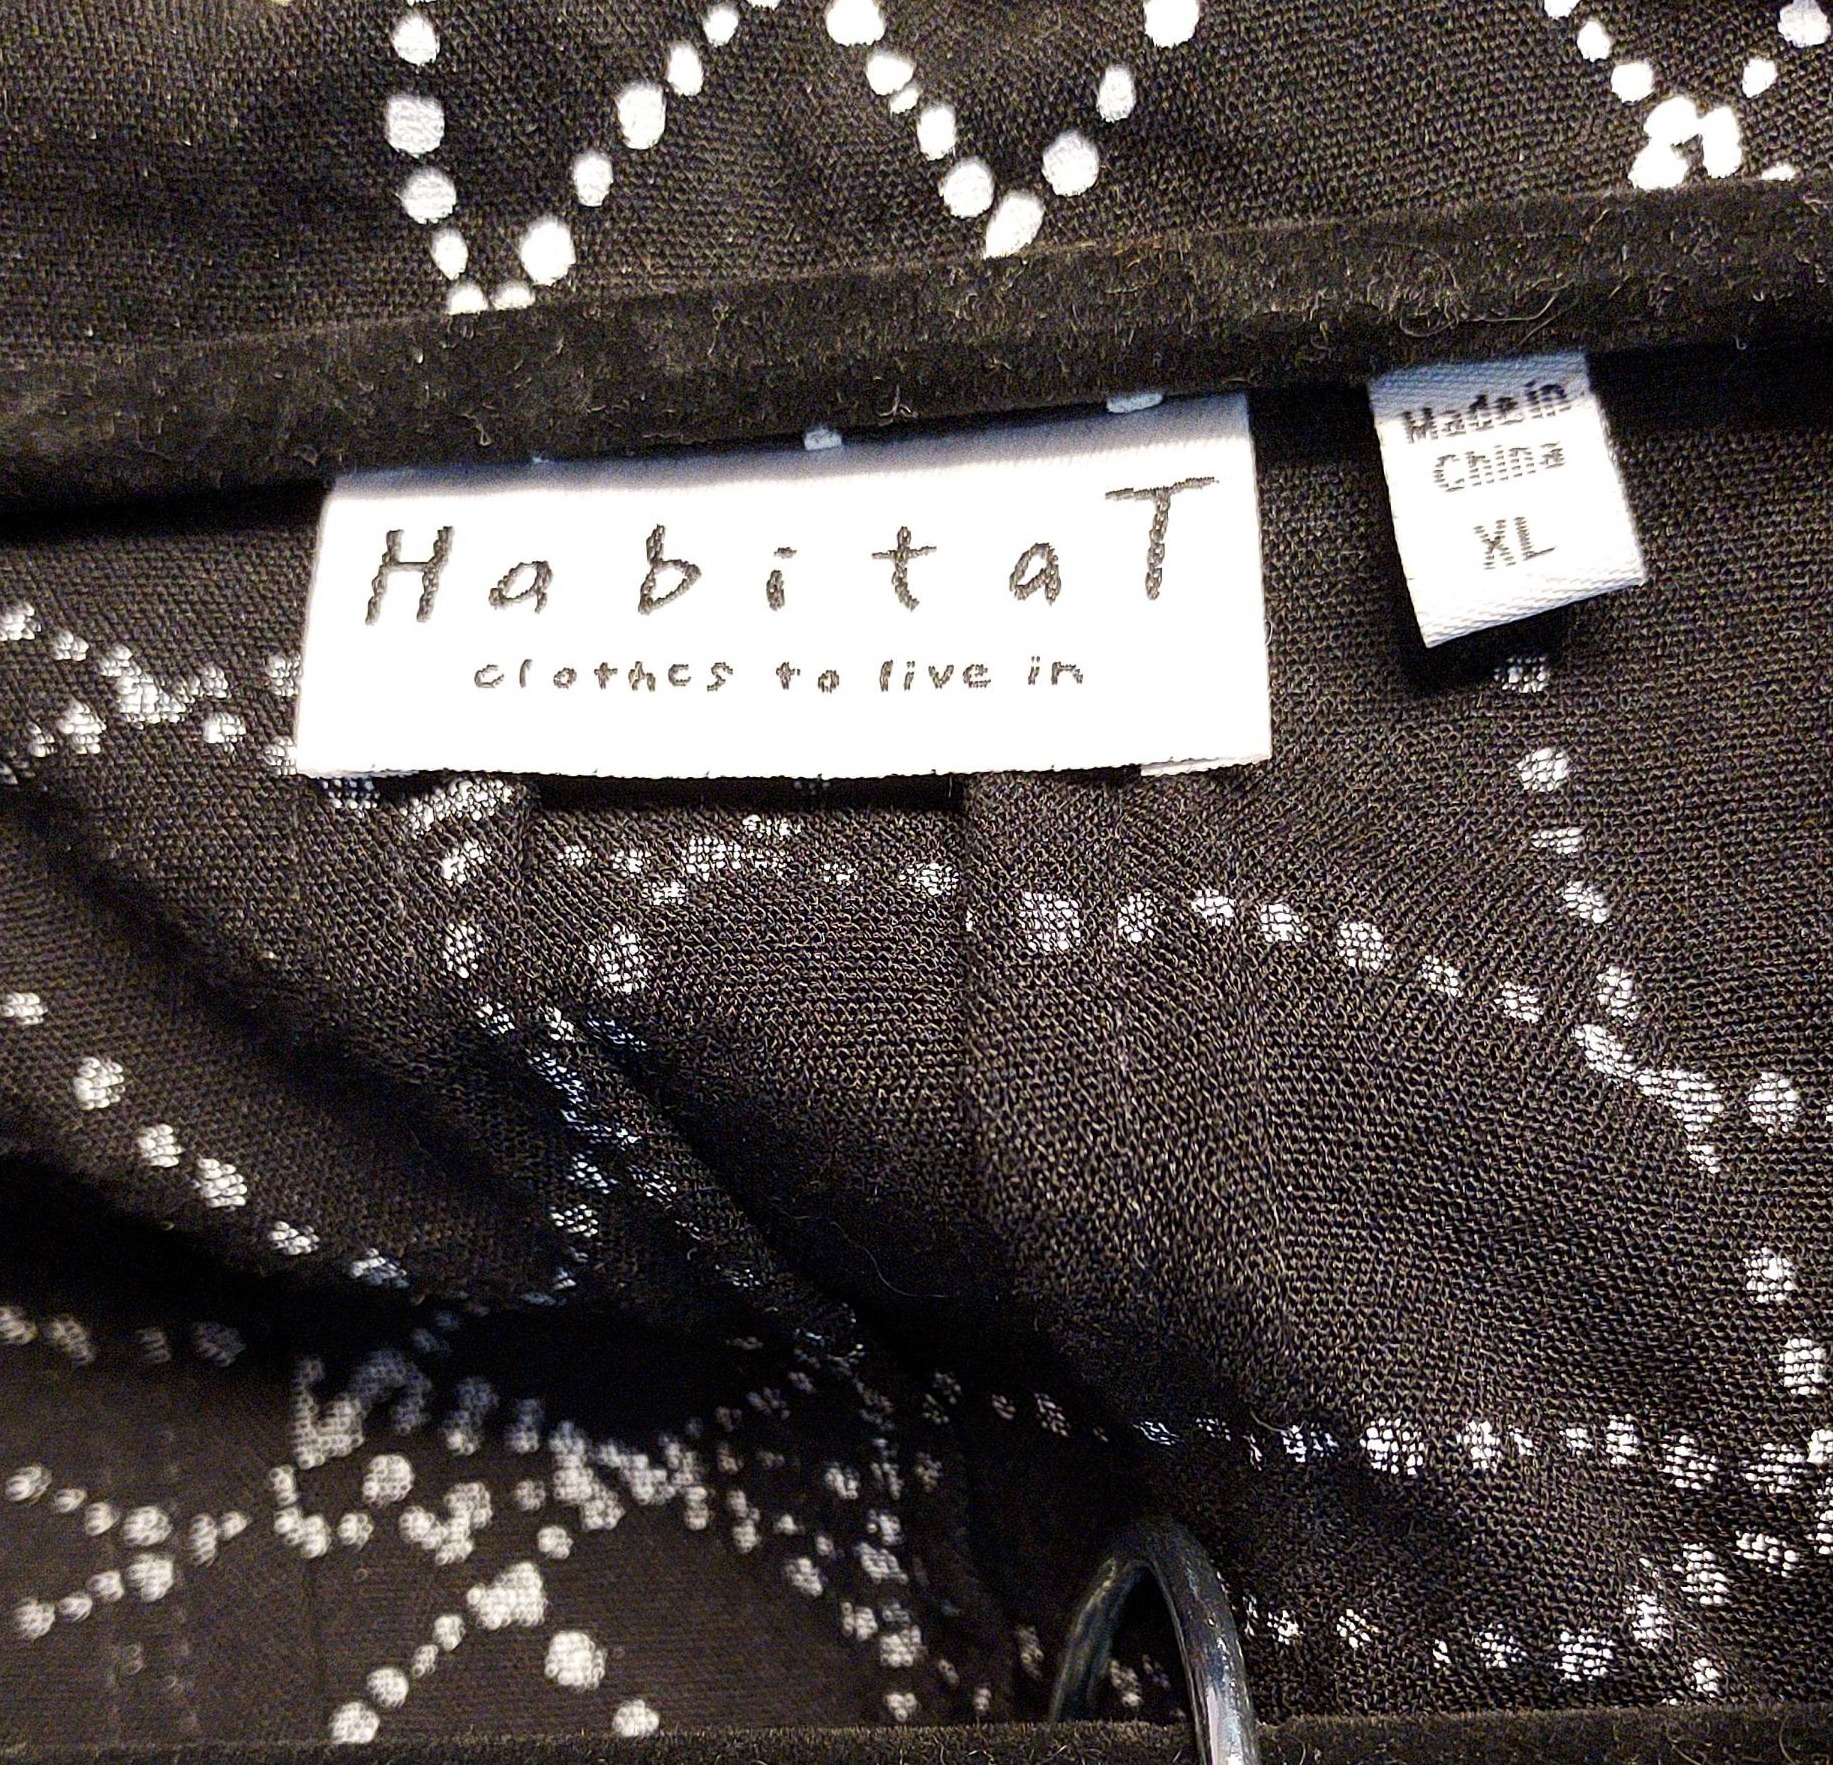 HabitaT
clothes to live in
Made in
China
XL